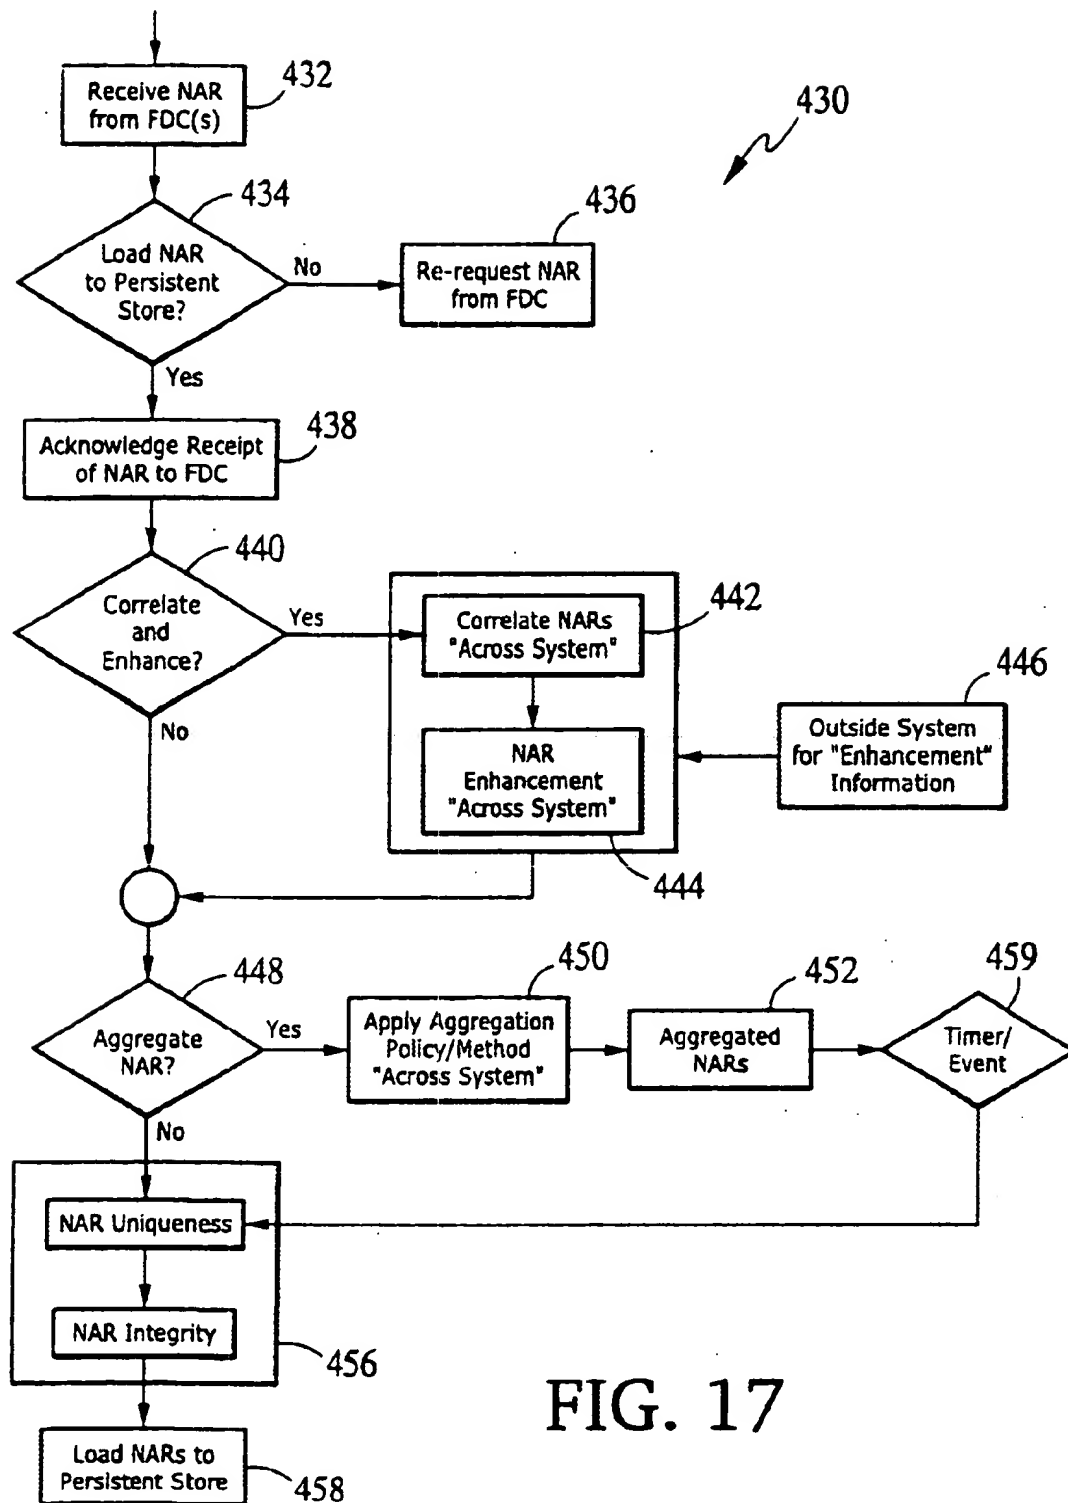 Receive NAR
from FDC(s)
432
430
434
Load NAR
to Persistent
Store?
No
436
Re-request NAR
from FDC
Yes
Acknowledge Receipt
of NAR to FDC
438
440
Correlate
and
Enhance?
Yes
Correlate NARs
"Across System"
442
No
NAR
Enhancement
"Across System"
444
446
Outside System
for "Enhancement"
Information
448
Aggregate
NAR?
Yes
450
Apply Aggregation
Policy/Method
"Across System"
452
Aggregated
NARs
459
Timer/
Event
No
NAR Uniqueness
NAR Integrity
456
Load NARs to
Persistent Store
458
FIG. 17